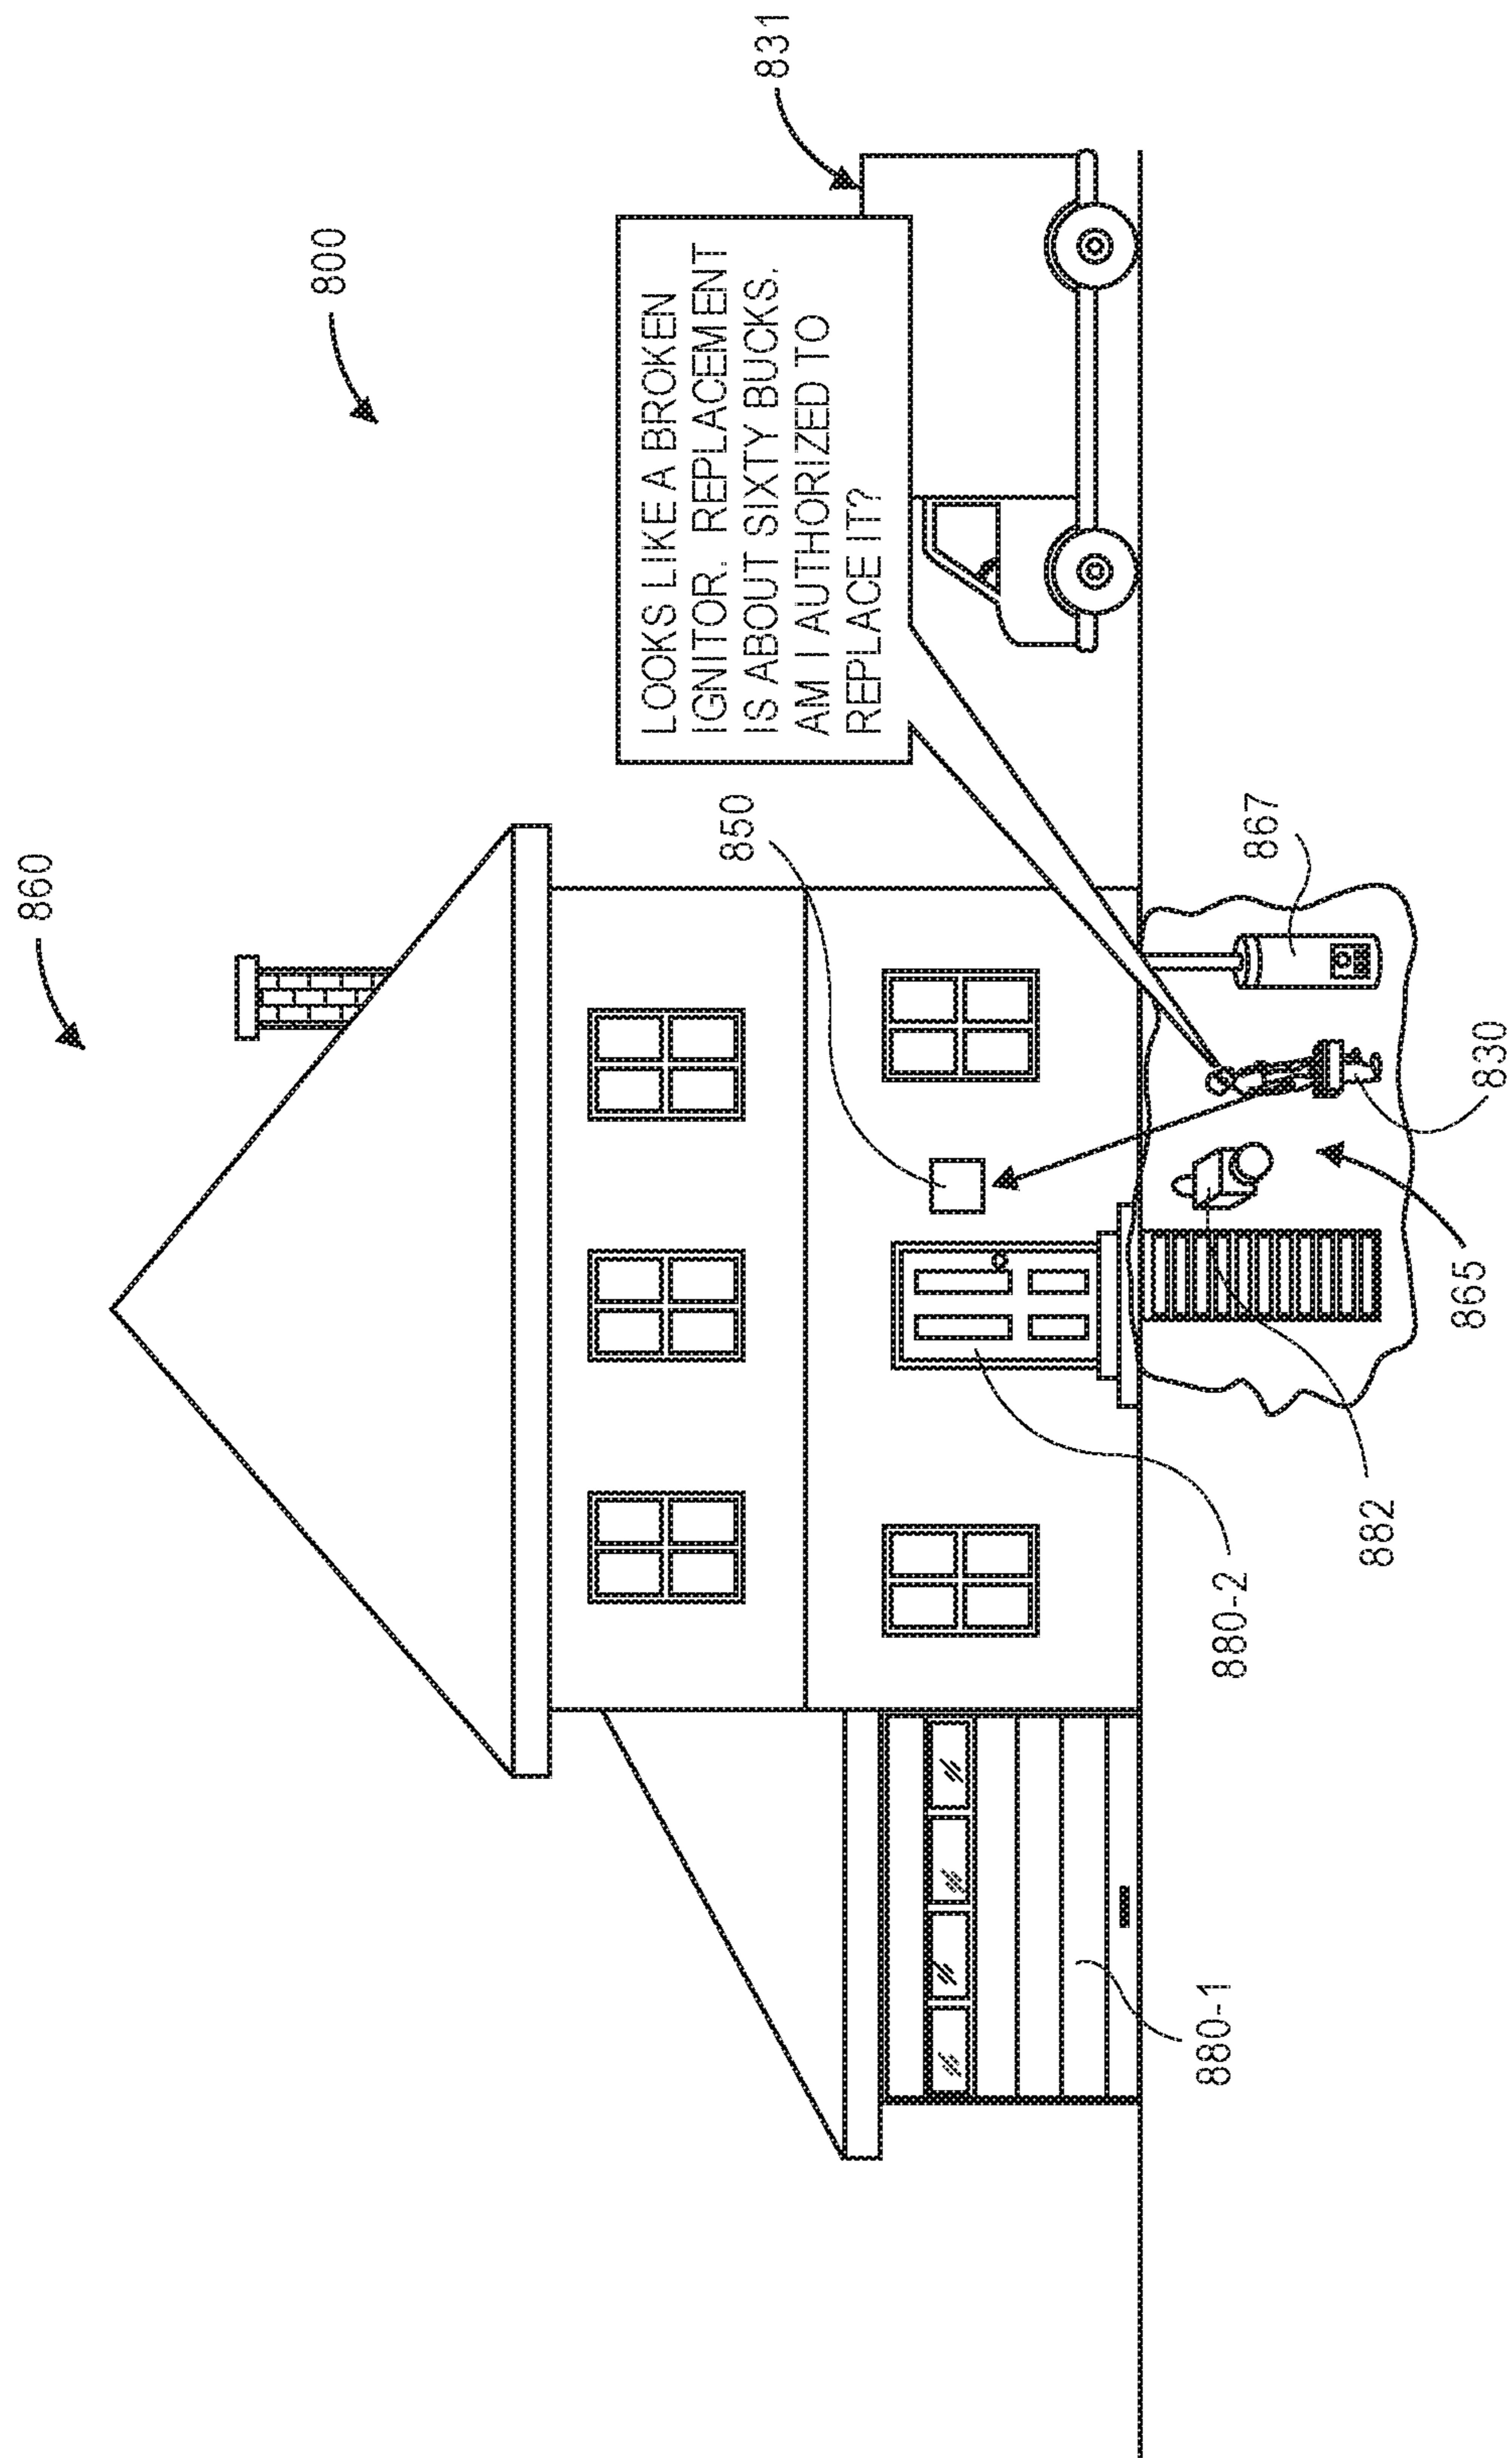 860
800
831
LOOKS LIKE A BROKEN
IGNITOR. REPLACEMENT
IS ABOUT SIXTY BUCKS.
AM I AUTHORIZED TO
REPLACE IT?
850
867
830
865
882
880-2
880-1